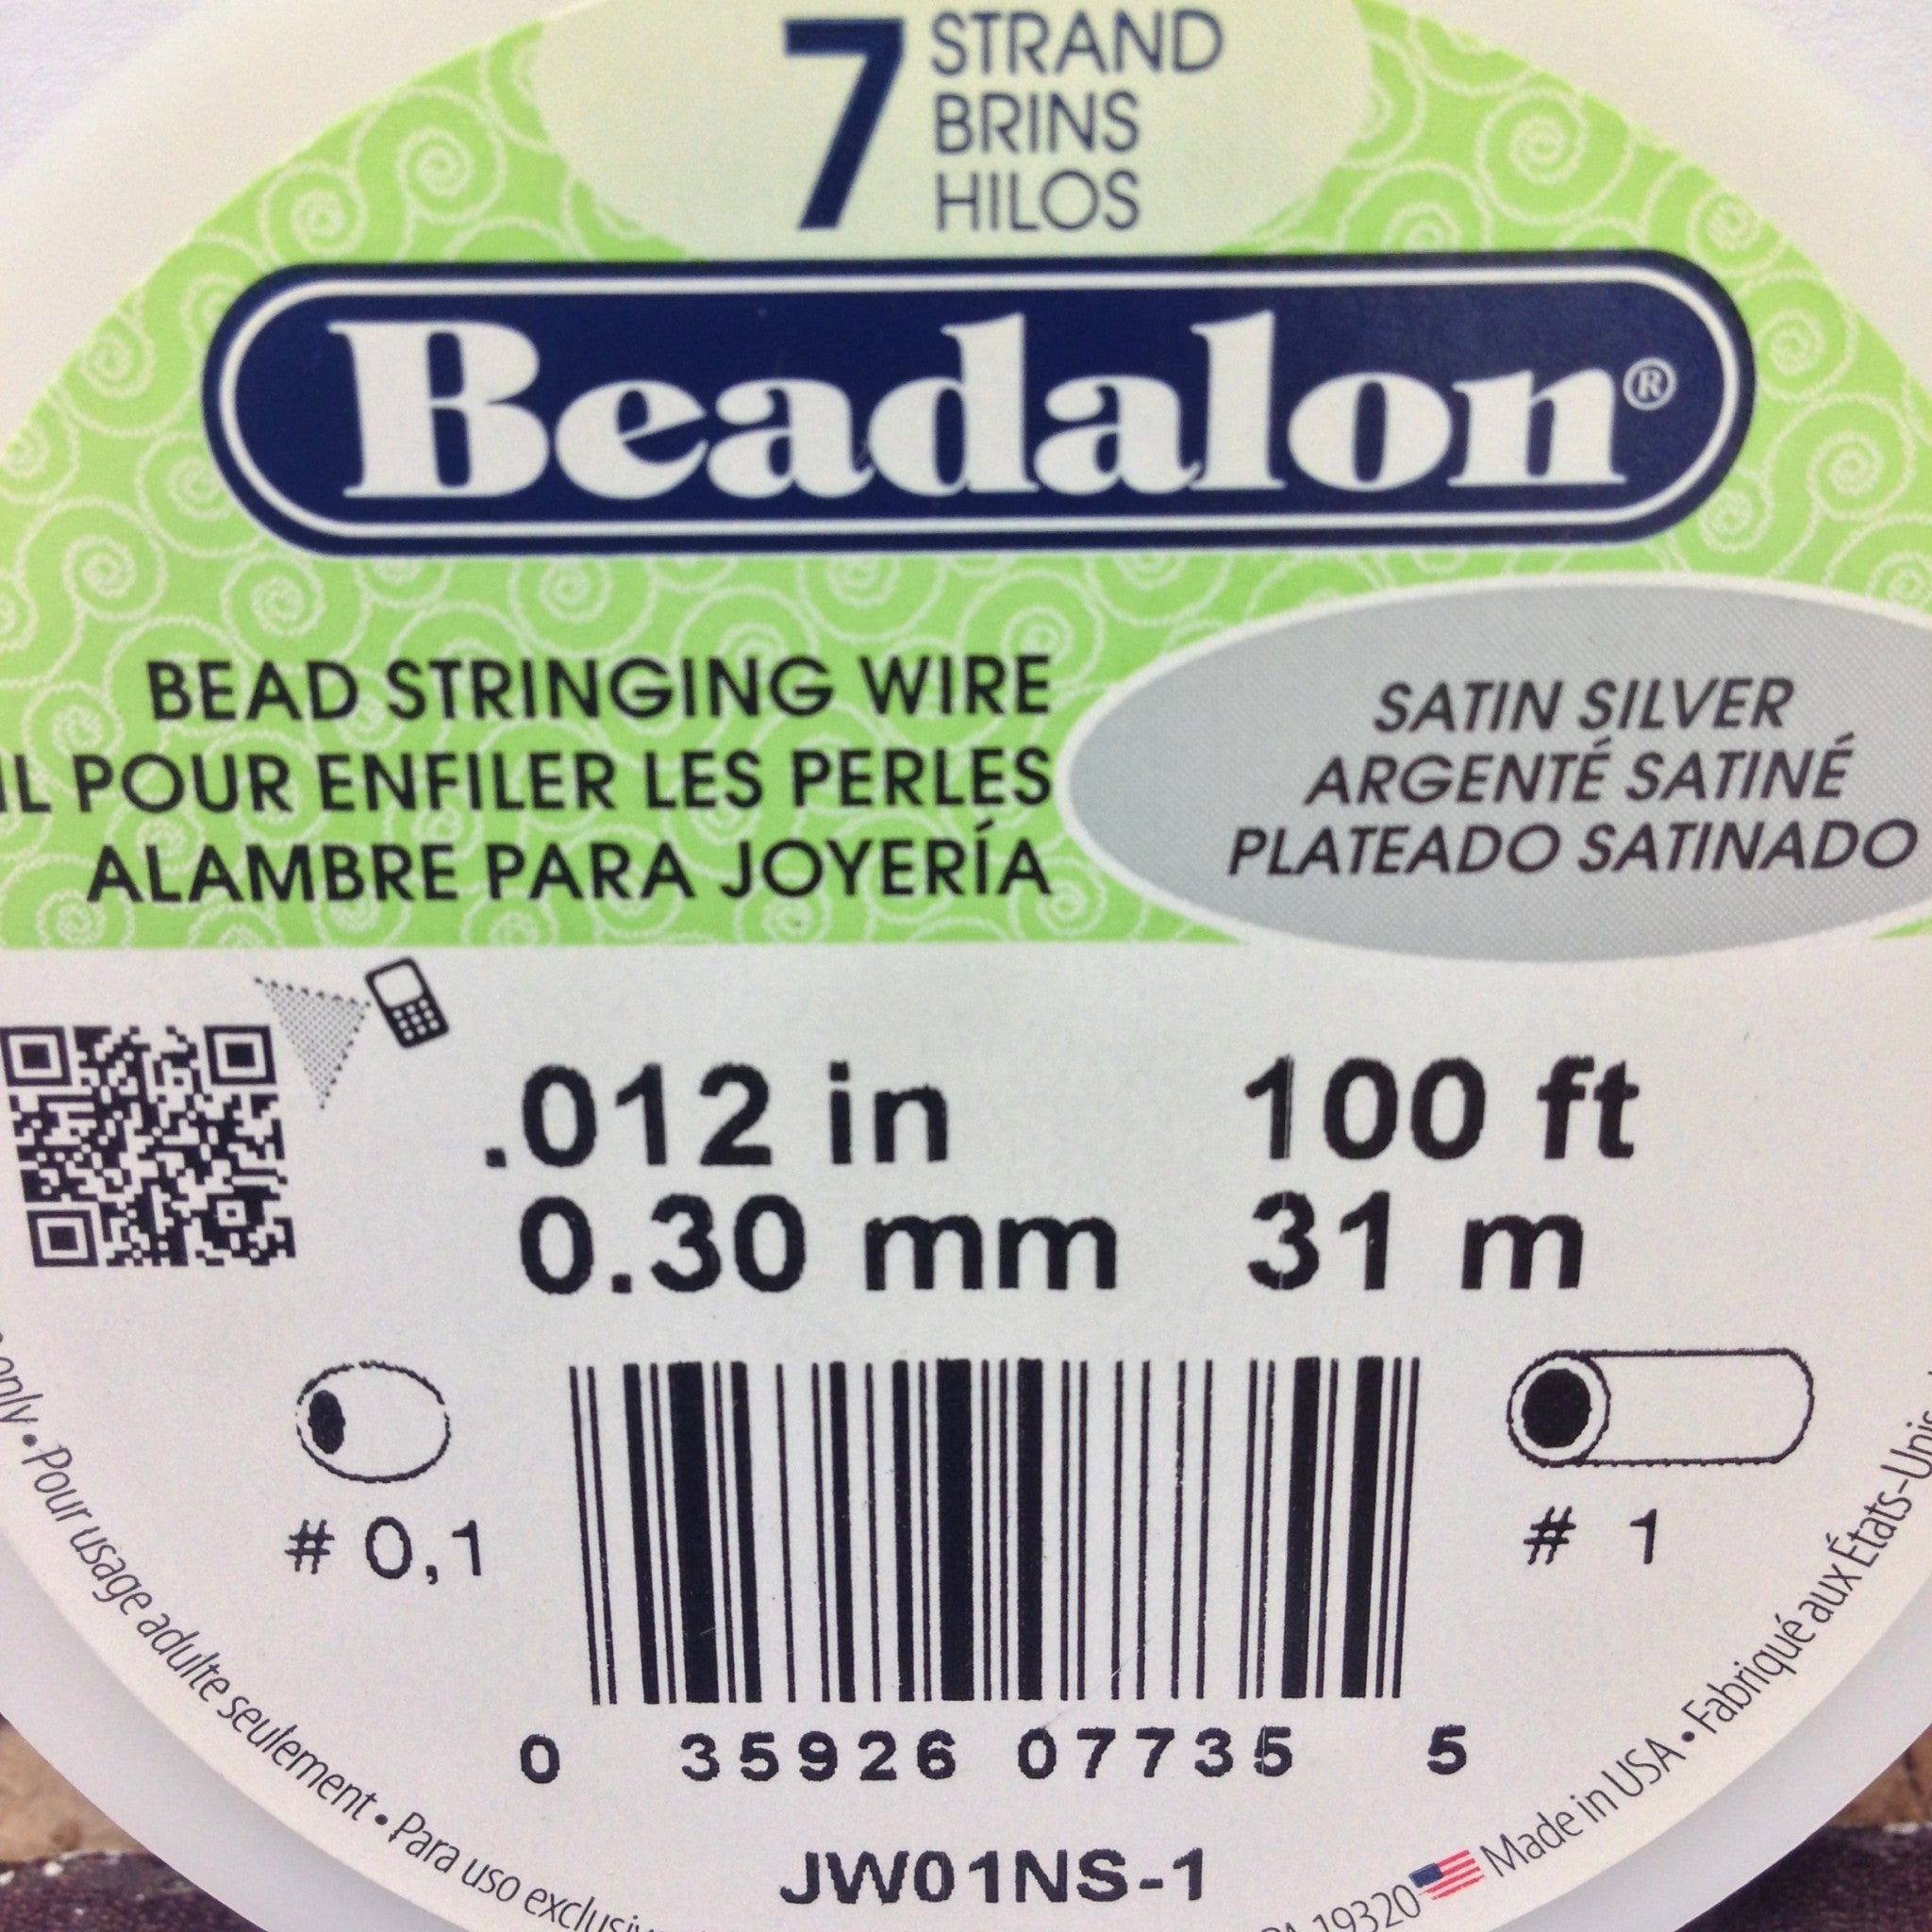 7 STRAND
BRINS
HILOS
Beadalon®
BEAD STRINGING WIRE
POUR ENFILER LES PERLES
ALAMBRE PARA JOYERÍA
SATIN SILVER
ARGENTÉ SATINÉ
PLATEADO SATINADO
.012 in 100 ft
0.30 mm 31 m
# 0,1
# 1
0 35926 07735 5
JW01NS-1
only • Pour usage adulte seulement • Para uso
19320 Made in USA • Fabriqué aux États-Unis